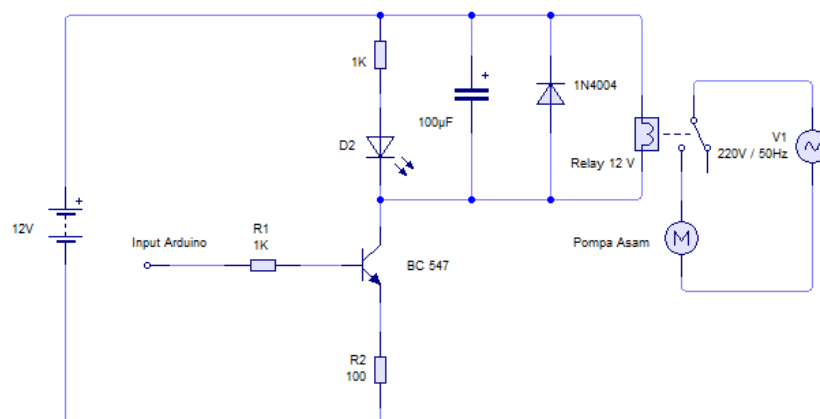 1K
1N4004
100µF
D2
V1
220V / 50Hz
Relay 12 V
12V
Input Arduino
R1
1K
Pompa Asam
M
BC 547
R2
100
+
+